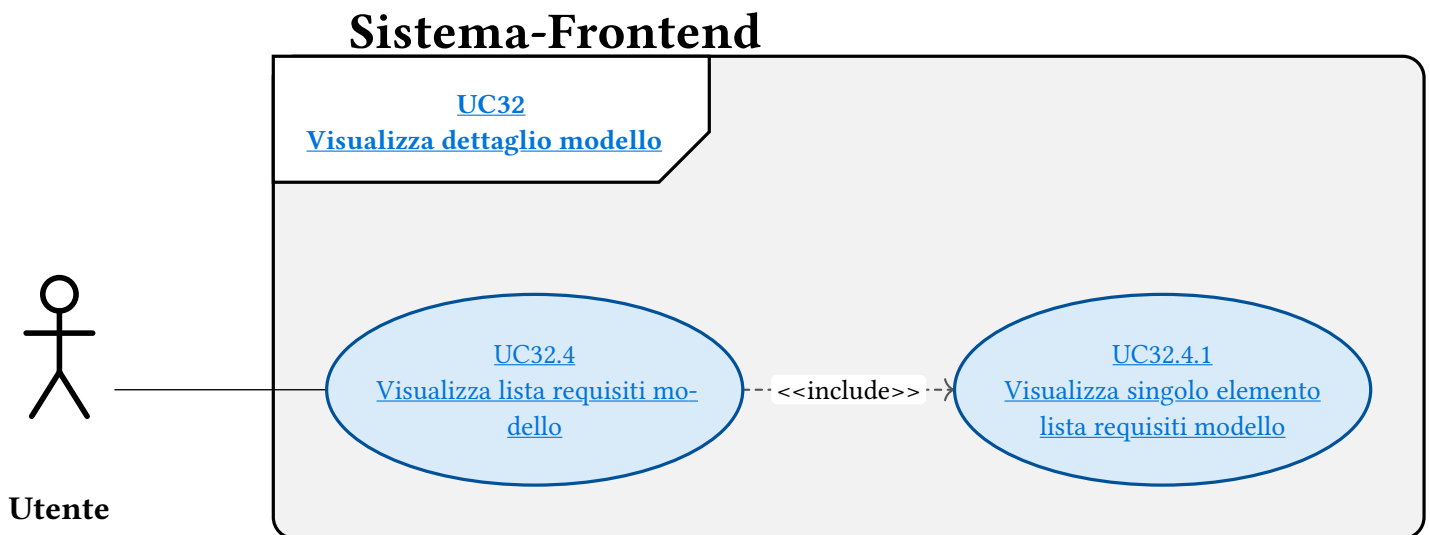 Sistema-Frontend
UC32
Visualizza dettaglio modello
UC32.4
Visualizza lista requisiti mo-
dello
<<include>>
UC32.4.1
Visualizza singolo elemento
lista requisiti modello
Utente